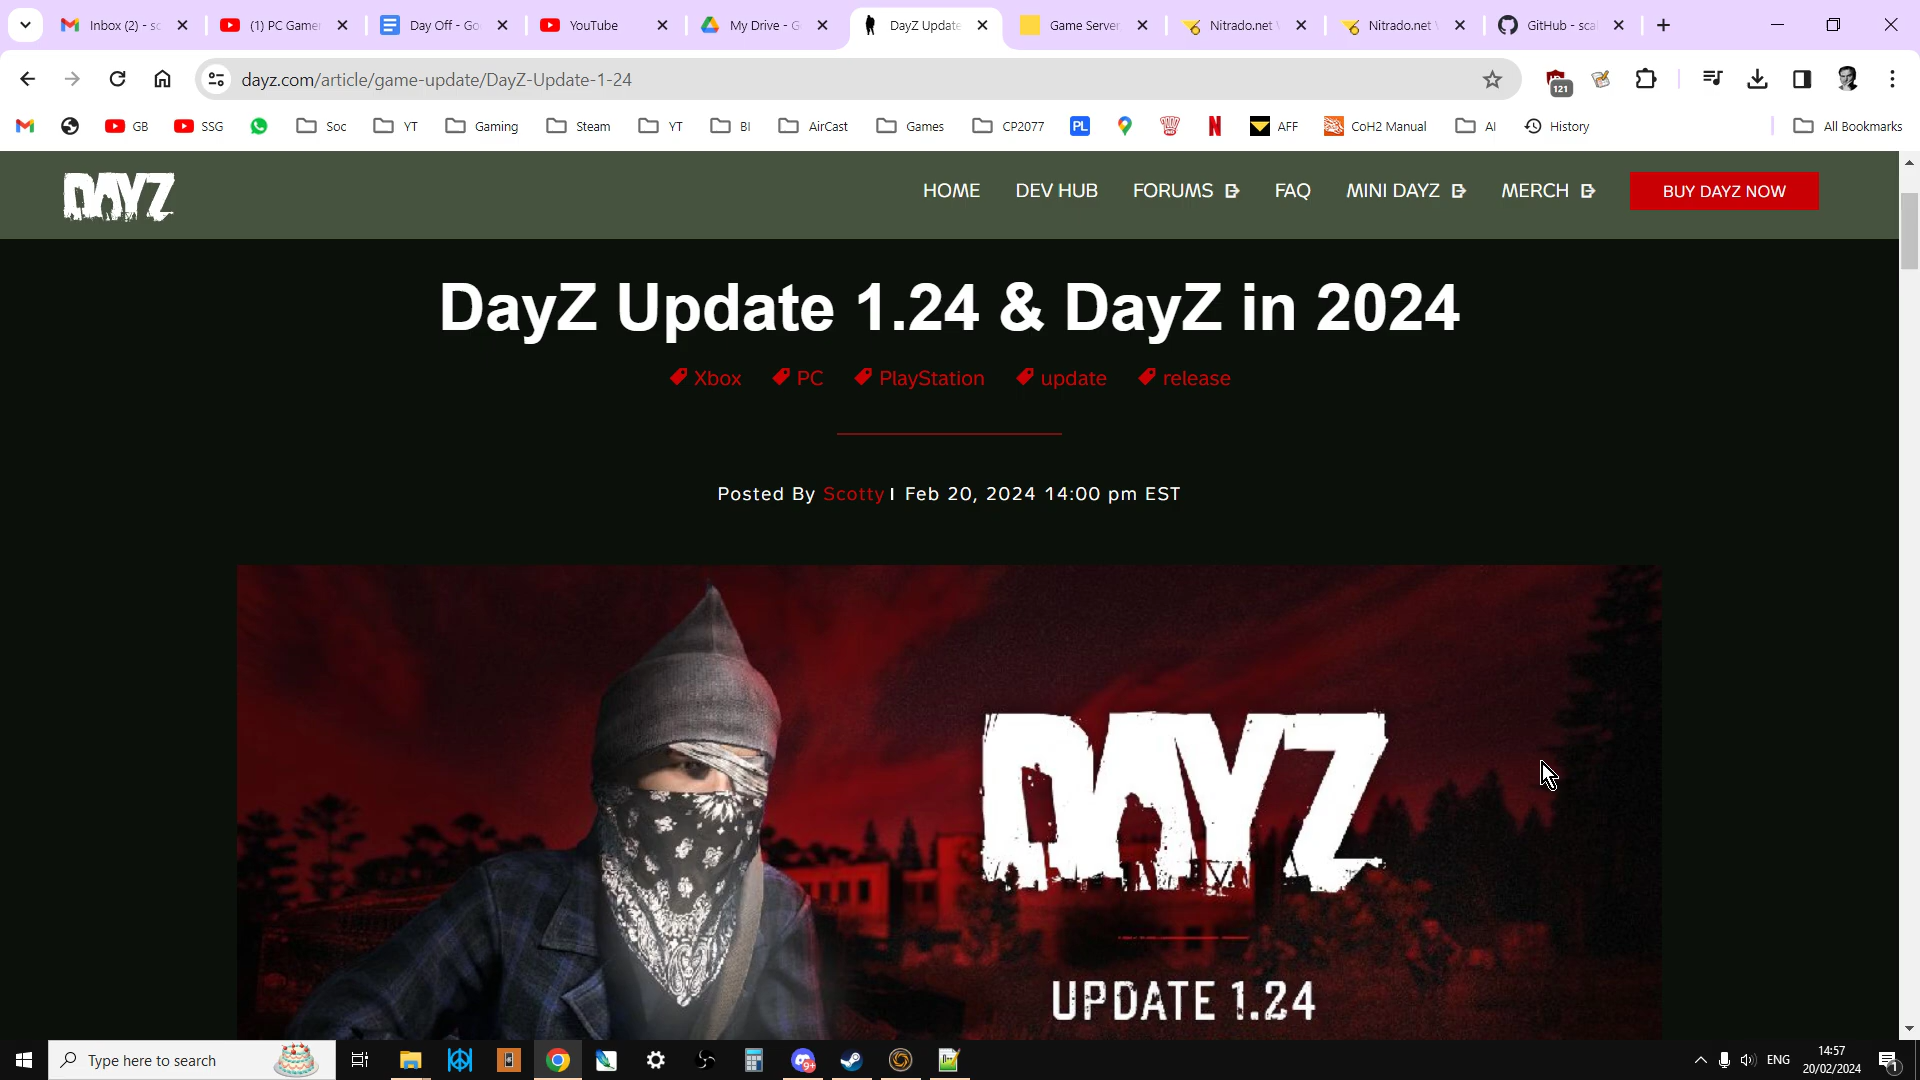 Inbox (2) - sc
(1) PC Game
Day Off - Go
YouTube
My Drive - G
DayZ Update
Game Server
Nitrado.net
Nitrado.net
GitHub - sca
dayz.com/article/game-update/DayZ-Update-1-24
121
GB
SSG
Soc
YT
Gaming
Steam
YT
BI
AirCast
Games
CP2077
PL
N
AFF
CoH2 Manual
AI
History
All Bookmarks
DAYZ
HOME
DEV HUB
FORUMS
FAQ
MINI DAYZ
MERCH
BUY DAYZ NOW
DayZ Update 1.24 & DayZ in 2024
Xbox
PC
PlayStation
update
release
Posted By Scotty I Feb 20, 2024 14:00 pm EST
DAYZ
UPDATE 1.24
Type here to search
9+
ENG
14:57
20/02/2024
1